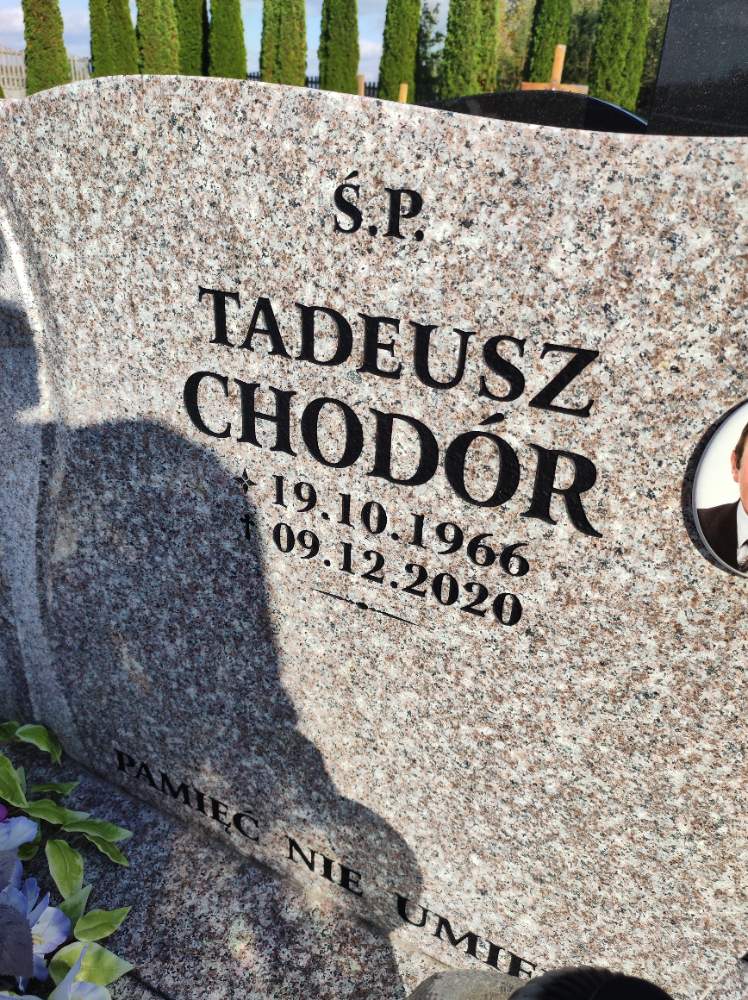 Ś.P.
TADEUSZ
CHODÓR
19.10.1966
09.12.2020
PAMIĘĆ NIE UMIE